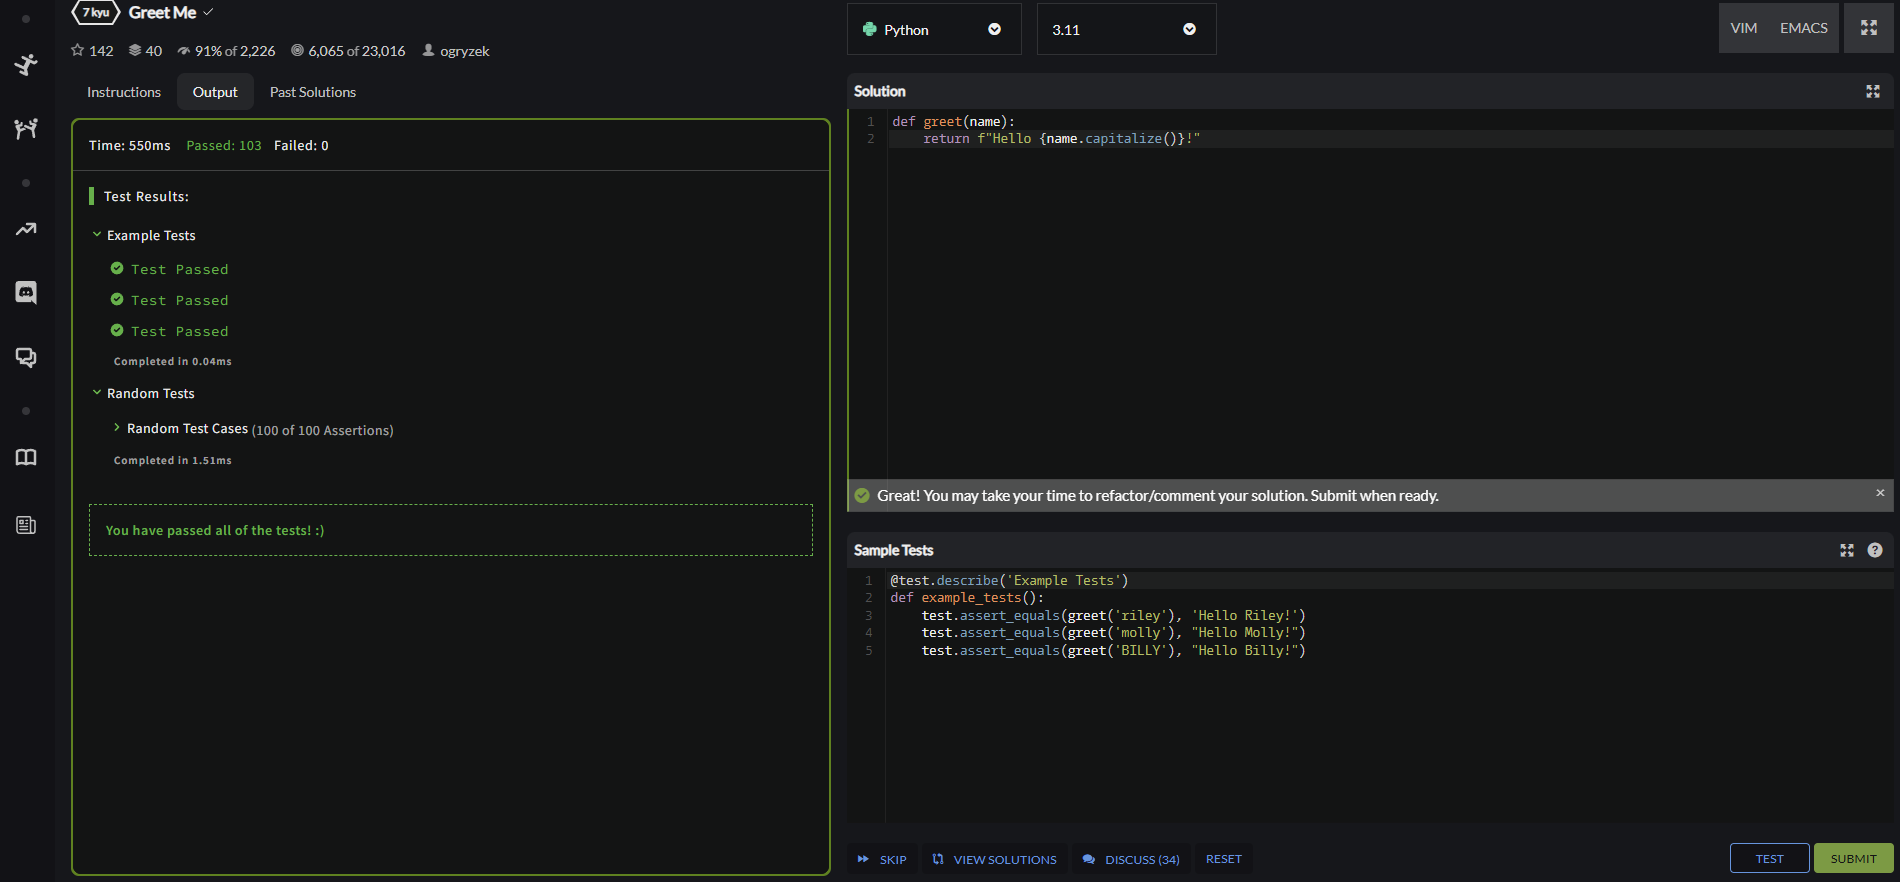 7 kyu Greet Me
142 40 91% of 2,226 6,065 of 23,016 ogryzek
Instructions Output Past Solutions
Time: 550ms Passed: 103 Failed: 0
Test Results:
Example Tests
Test Passed
Test Passed
Test Passed
Completed in 0.04ms
Random Tests
Random Test Cases (100 of 100 Assertions)
Completed in 1.51ms
You have passed all of the tests! :)
Python 3.11 VIM EMACS
Solution
1 def greet(name):
2     return f"Hello {name.capitalize()}!"
Great! You may take your time to refactor/comment your solution. Submit when ready. ×
Sample Tests ?
1 @test.describe('Example Tests')
2 def example_tests():
3     test.assert_equals(greet('riley'), 'Hello Riley!')
4     test.assert_equals(greet('molly'), "Hello Molly!")
5     test.assert_equals(greet('BILLY'), "Hello Billy!")
SKIP VIEW SOLUTIONS DISCUSS (34) RESET TEST SUBMIT